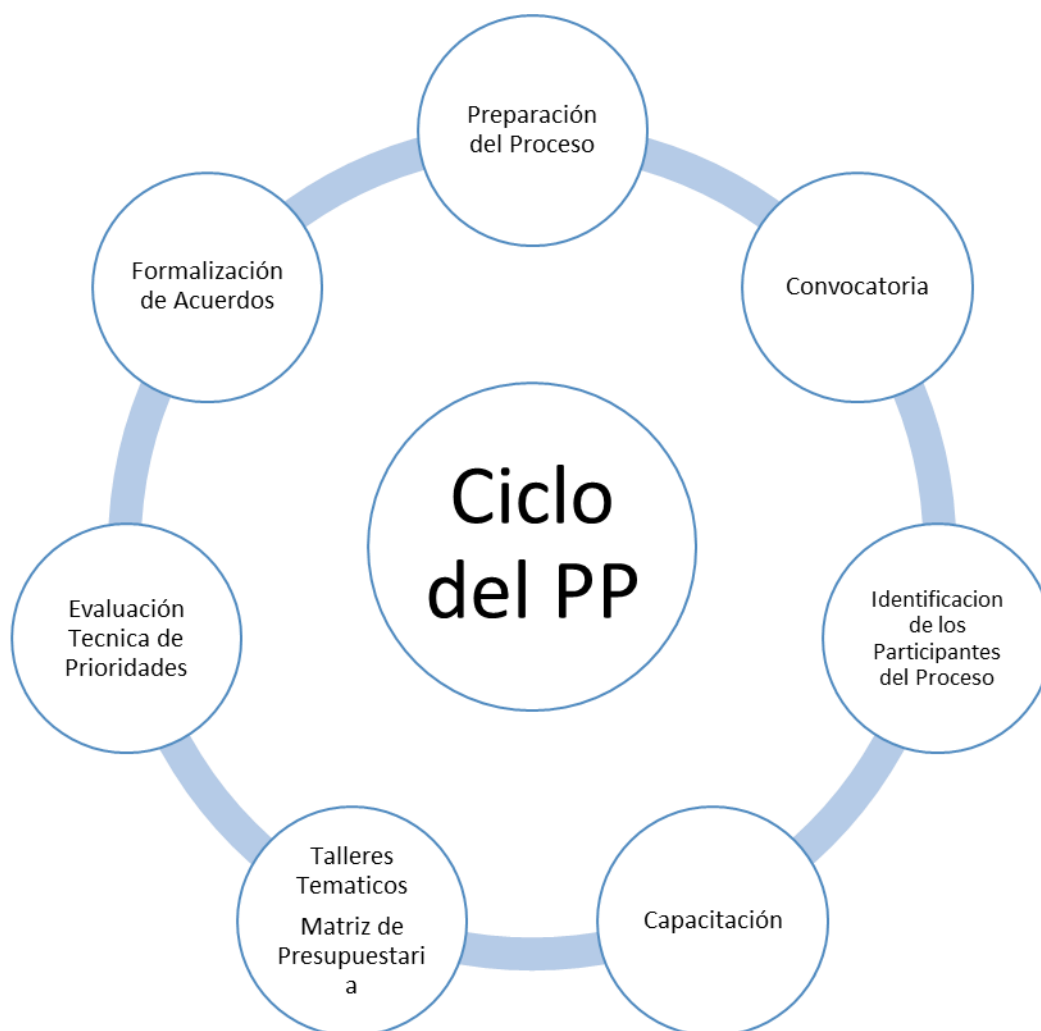 Preparación
del Proceso
Convocatoria
Identificacion
de los
Participantes
del Proceso
Capacitación
Talleres
Tematicos
Matriz de
Presupuestari
a
Evaluación
Tecnica de
Prioridades
Formalización
de Acuerdos
Ciclo
del PP